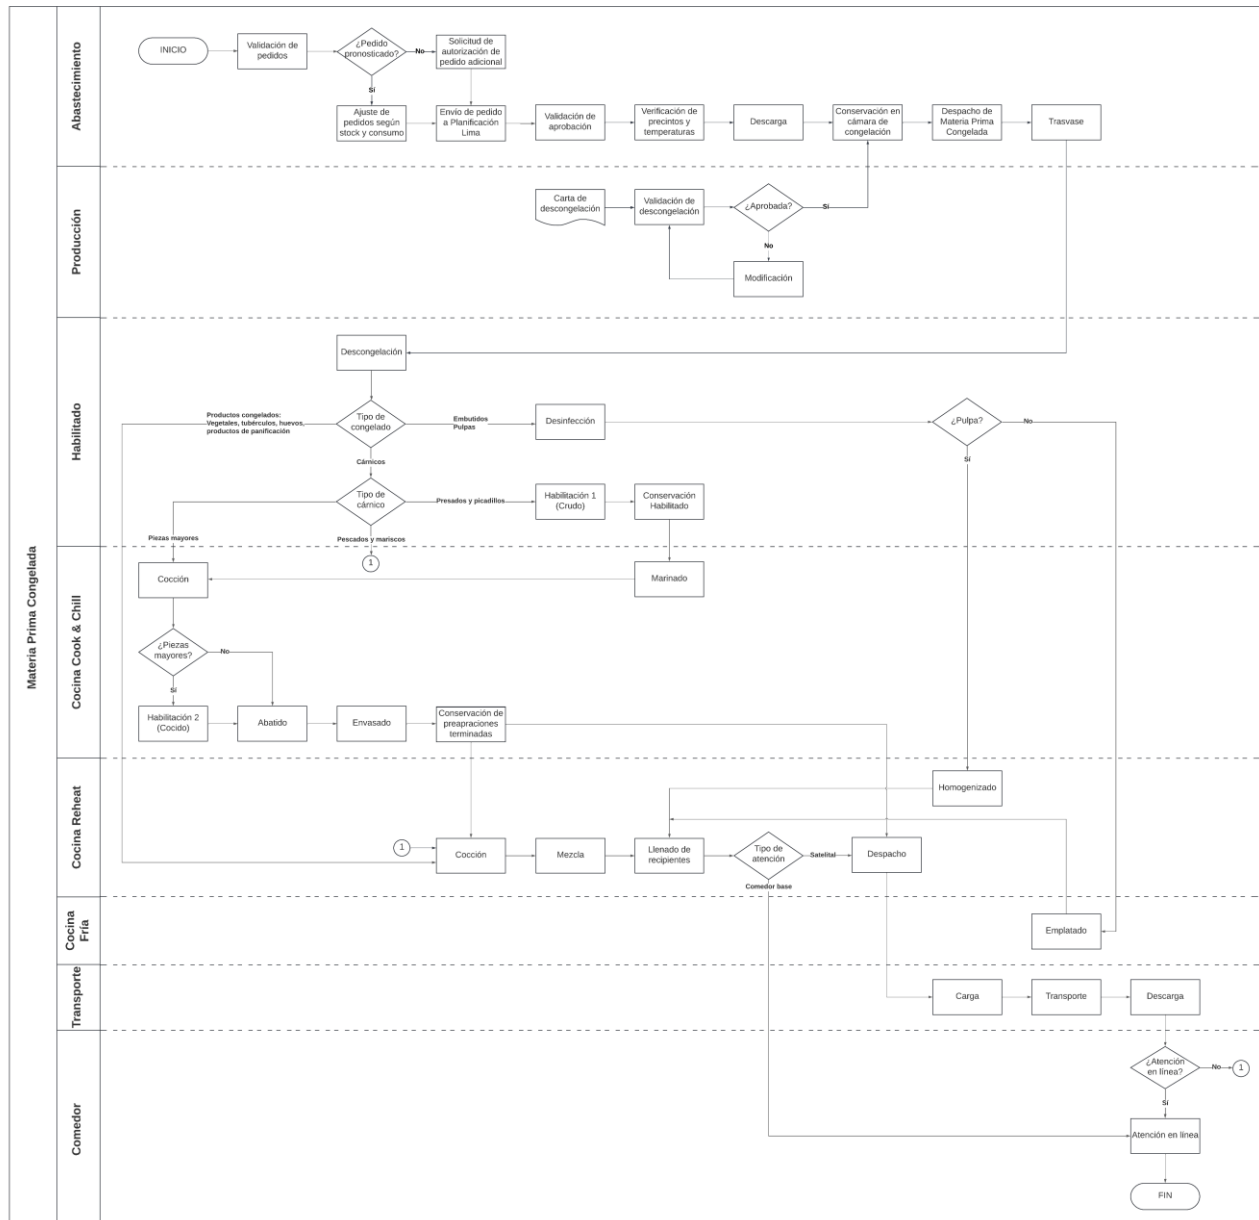 Materia Prima Congelada
Abastecimiento
INICIO
Validación de
pedidos
¿Pedido
pronosticado?
No
Solicitud de
autorización de
pedido adicional
Sí
Ajuste de
pedidos según
stock y consumo
Envío de pedido
a Planificación
Lima
Validación de
aprobación
Verificación de
precintos y
temperaturas
Descarga
Conservación en
cámara de
congelación
Despacho de
Materia Prima
Congelada
Trasvase
Producción
Carta de
descongelación
Validación de
descongelación
¿Aprobada?
Sí
No
Modificación
Habilitado
Descongelación
Productos congelados:
Vegetales, tubérculos, huevos,
productos de panificación
Tipo de
congelado
Embutidos
Pulpas
Desinfección
¿Pulpa?
No
Sí
Cárnicos
Tipo de
cárnico
Presados y picadillos
Habilitación 1
(Crudo)
Conservación
Habilitado
Piezas mayores
Pescados y mariscos
1
Cocina Cook & Chill
Cocción
Marinado
¿Piezas
mayores?
No
Sí
Habilitación 2
(Cocido)
Abatido
Envasado
Conservación de
preapraciones
terminadas
Cocina Reheat
Homogenizado
1
Cocción
Mezcla
Llenado de
recipientes
Tipo de
atención
Satelital
Despacho
Comedor base
Cocina
Fría
Emplatado
Transporte
Carga
Transporte
Descarga
Comedor
¿Atención
en línea?
No
1
Sí
Atención en línea
FIN